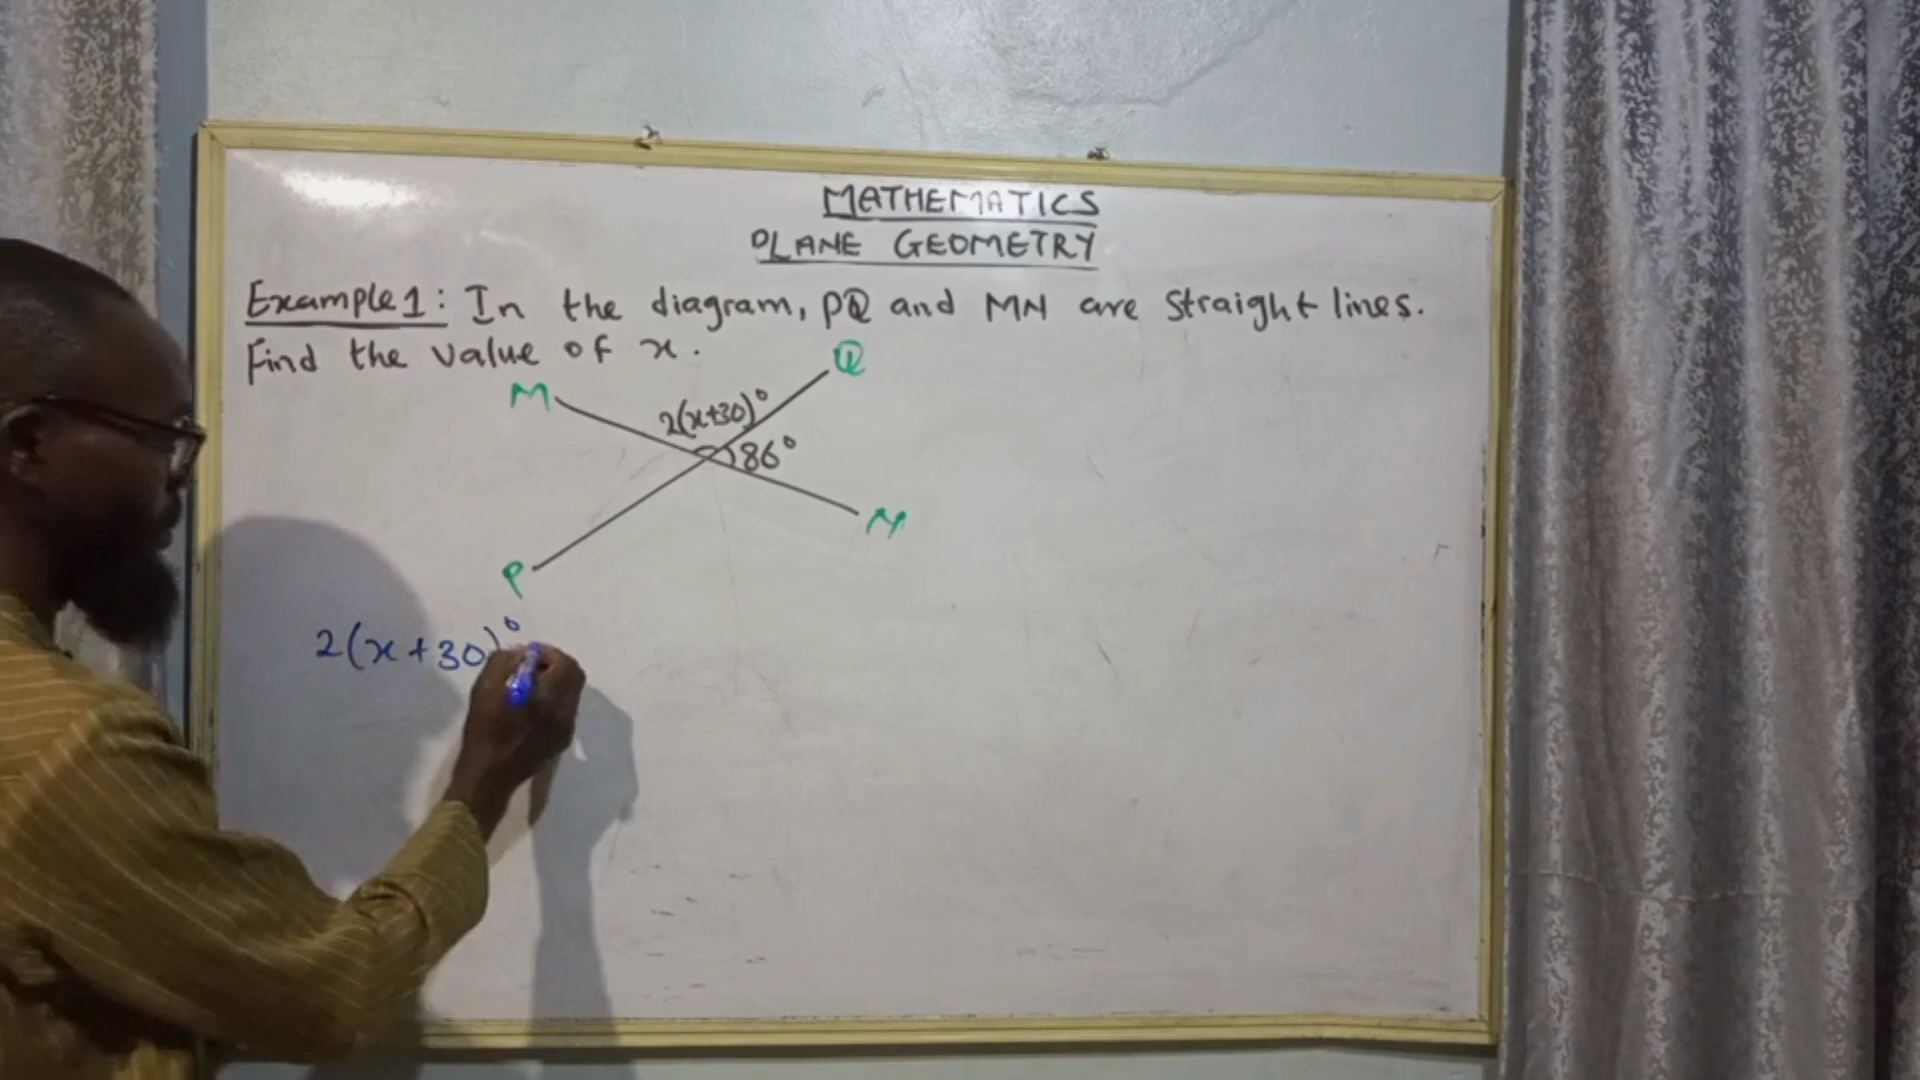 MATHEMATICS
PLANE GEOMETRY
Example 1: In the diagram, PQ and MN are straight lines.
Find the value of x.
Q
M
2(x+30)°
86°
N
P
2(x+30)°